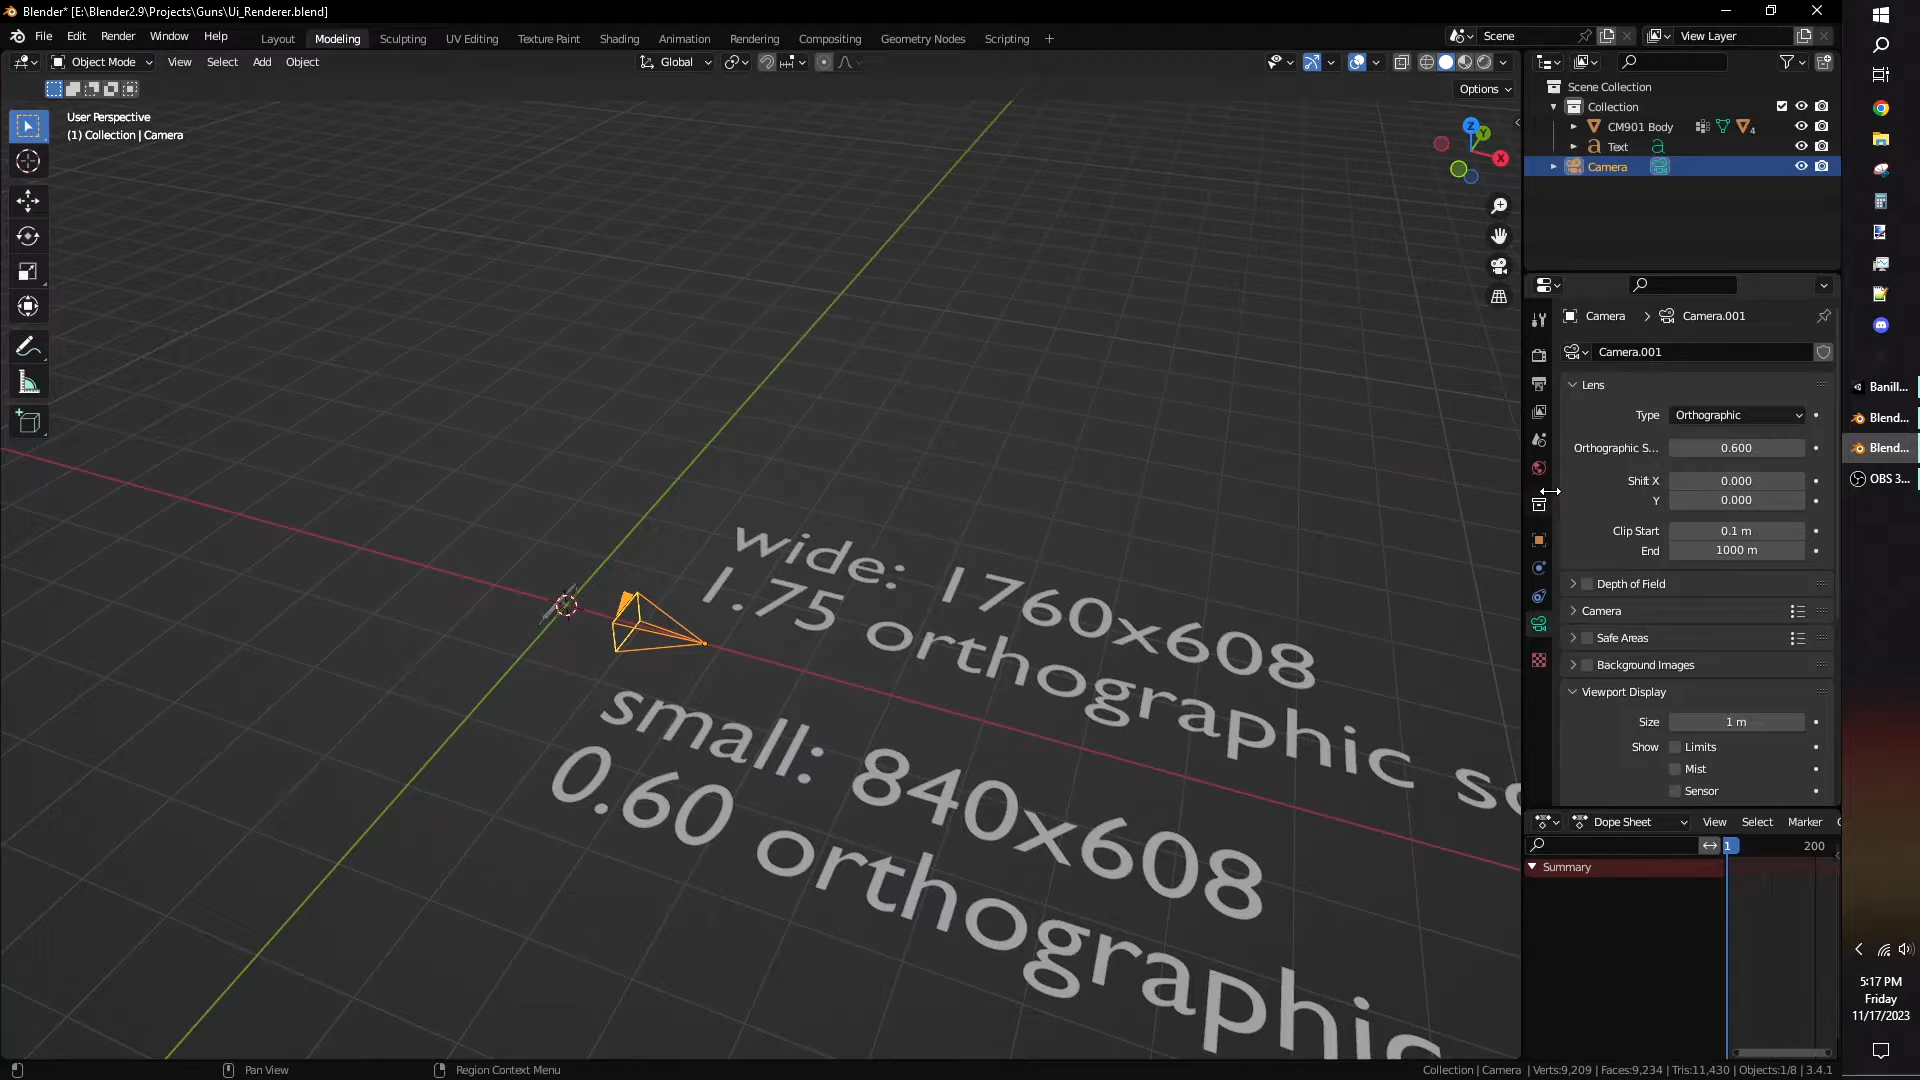 Blender* [E:\Blender2.9\Projects\Guns\Ui_Renderer.blend]
File Edit Render Window Help
Layout Modeling Sculpting UV Editing Texture Paint Shading Animation Rendering Compositing Geometry Nodes Scripting +
Scene
View Layer
Object Mode View Select Add Object
Global
Options
User Perspective
(1) Collection | Camera
Z
Y
X
Scene Collection
Collection
CM901 Body
4
Text
Camera
Camera > Camera.001
Camera.001
Lens
Type Orthographic
Orthographic S... 0.600
Shift X 0.000
Y 0.000
Clip Start 0.1 m
End 1000 m
Depth of Field
Camera
Safe Areas
Background Images
Viewport Display
Size 1 m
Show Limits
Mist
Sensor
Dope Sheet View Select Marker
1 200
Summary
wide: 1760x608
1.75 orthographic sc
small: 840x608
0.60 orthographic
Pan View
Region Context Menu
Collection | Camera | Verts:9,209 | Faces:9,234 | Tris:11,430 | Objects:1/8 | 3.4.1
Banill...
Blend...
Blend...
OBS 3...
5:17 PM
Friday
11/17/2023